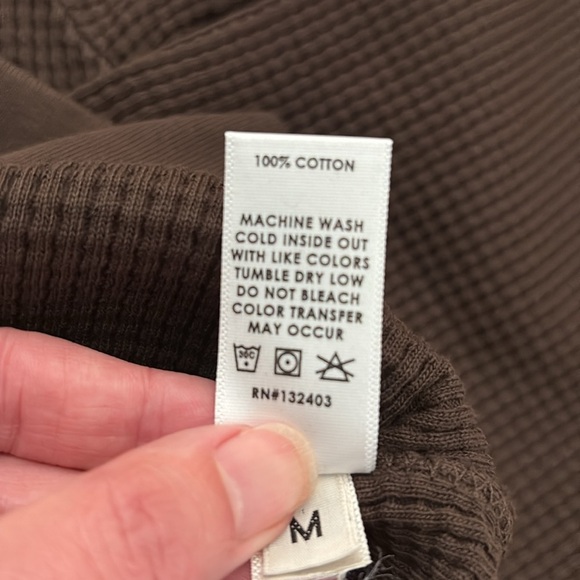 100% COTTON
MACHINE WASH
COLD INSIDE OUT
WITH LIKE COLORS
TUMBLE DRY LOW
DO NOT BLEACH
COLOR TRANSFER
MAY OCCUR
30C
RN#132403
M